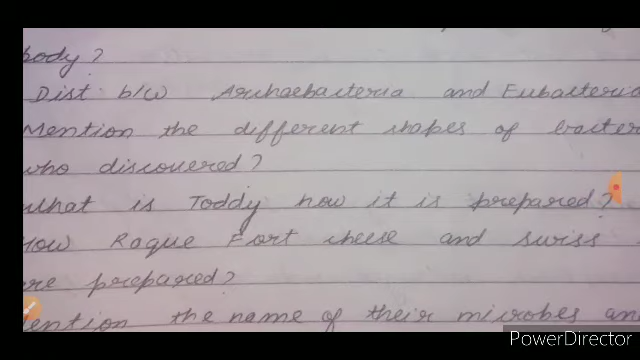 body?
Dist b/w Archaebacteria and Eubacteria
Mention the different shapes of bacter
who discovered?
what is Toddy how it is prepared?
How Roque Fort cheese and swiss
re prepared?
ention the name of their microbes an
PowerDirector